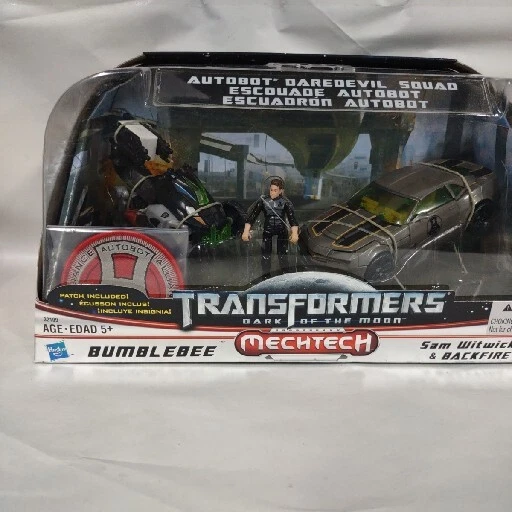 AUTOBOT DAREDEVIL SQUAD
ESCOUADE AUTOBOT
ESCUADRON AUTOBOT
AUTOBOT
PATCH INCLUDED!
ÉCUSSON INCLUS!
¡INCLUYE INSIGNIA!
AGE•EDAD 5+
TRANSFORMERS
DARK OF THE MOON
MECHTECH
Hasbro
BUMBLEBEE
Sam Witwick
& BACKFIRE